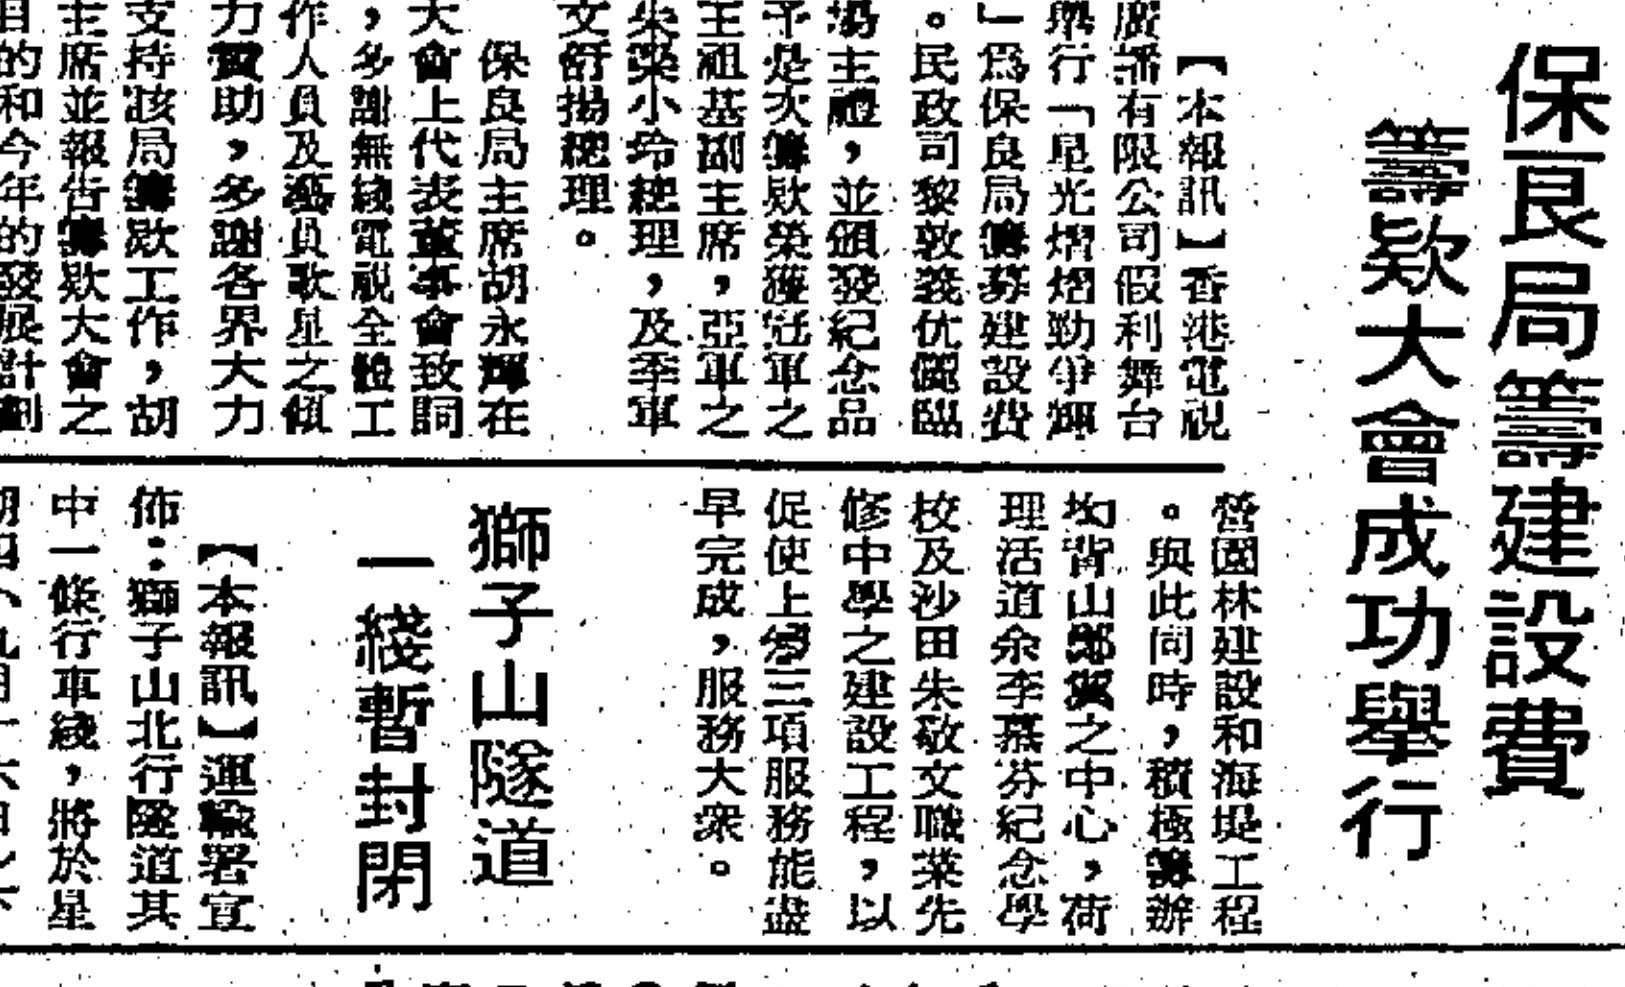 保良局籌建設費
籌欵大會成功舉行
【本報訊】香港電視
廣播有限公司假利舞台
舉行「星光熠熠勁爭輝
」為保良局籌募建設費
。民政司黎敦義伉儷臨
場主禮，並頒發紀念品
予是次籌欵榮獲冠軍之
王祖基副主席，亞軍之
朱梁小玲總理，及季軍
文舒揚總理。
保良局主席胡永輝在
大會上代表董事會致詞
，多謝無綫電視全體工
作人員及藝員歌星之傾
力贊助，多謝各界大力
支持該局籌欵工作，胡
主席並報告籌欵大會之
目的和今年的發展計劃
營園林建設和海堤工程
。與此同時，積極籌辦
坳背山鄉翼之中心，荷
理活道余李慕芬紀念學
校及沙田朱敬文職業先
修中學之建設工程，以
促使上列三項服務能盡
早完成，服務大衆。
獅子山隧道
一綫暫封閉
【本報訊】運輸署宣
佈：獅子山北行隧道其
中一條行車綫，將於星